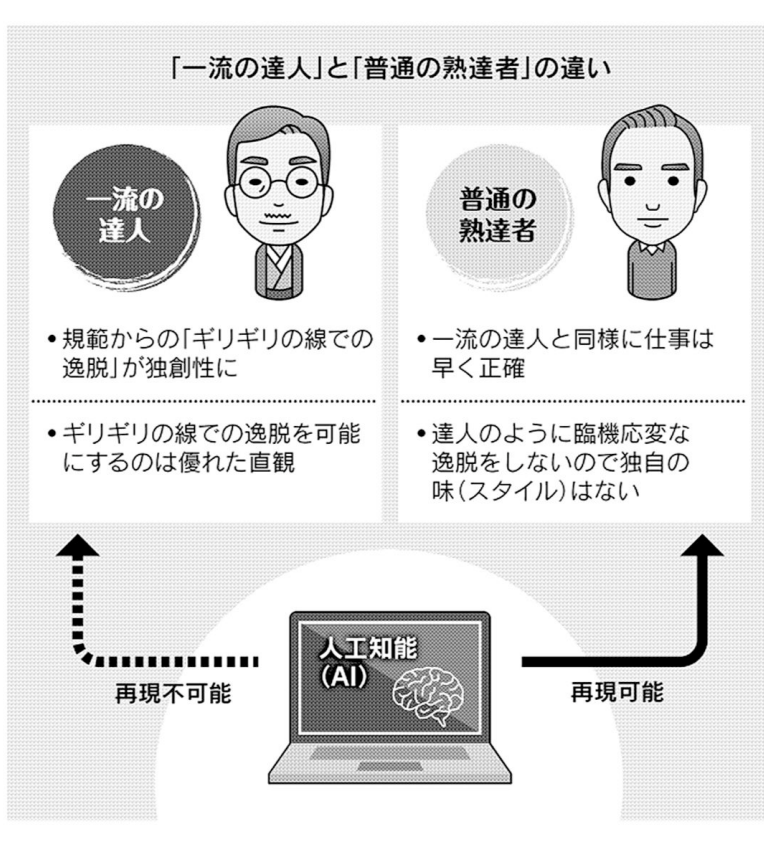 「一流の達人」と「普通の熟達者」の違い
一流の
達人
•規範からの「ギリギリの線での
逸脱」が独創性に
•ギリギリの線での逸脱を可能
にするのは優れた直観
普通の
熟達者
•一流の達人と同様に仕事は
早く正確
•達人のように臨機応変な
逸脱をしないので独自の
味(スタイル)はない
人工知能
(AI)
再現不可能
再現可能